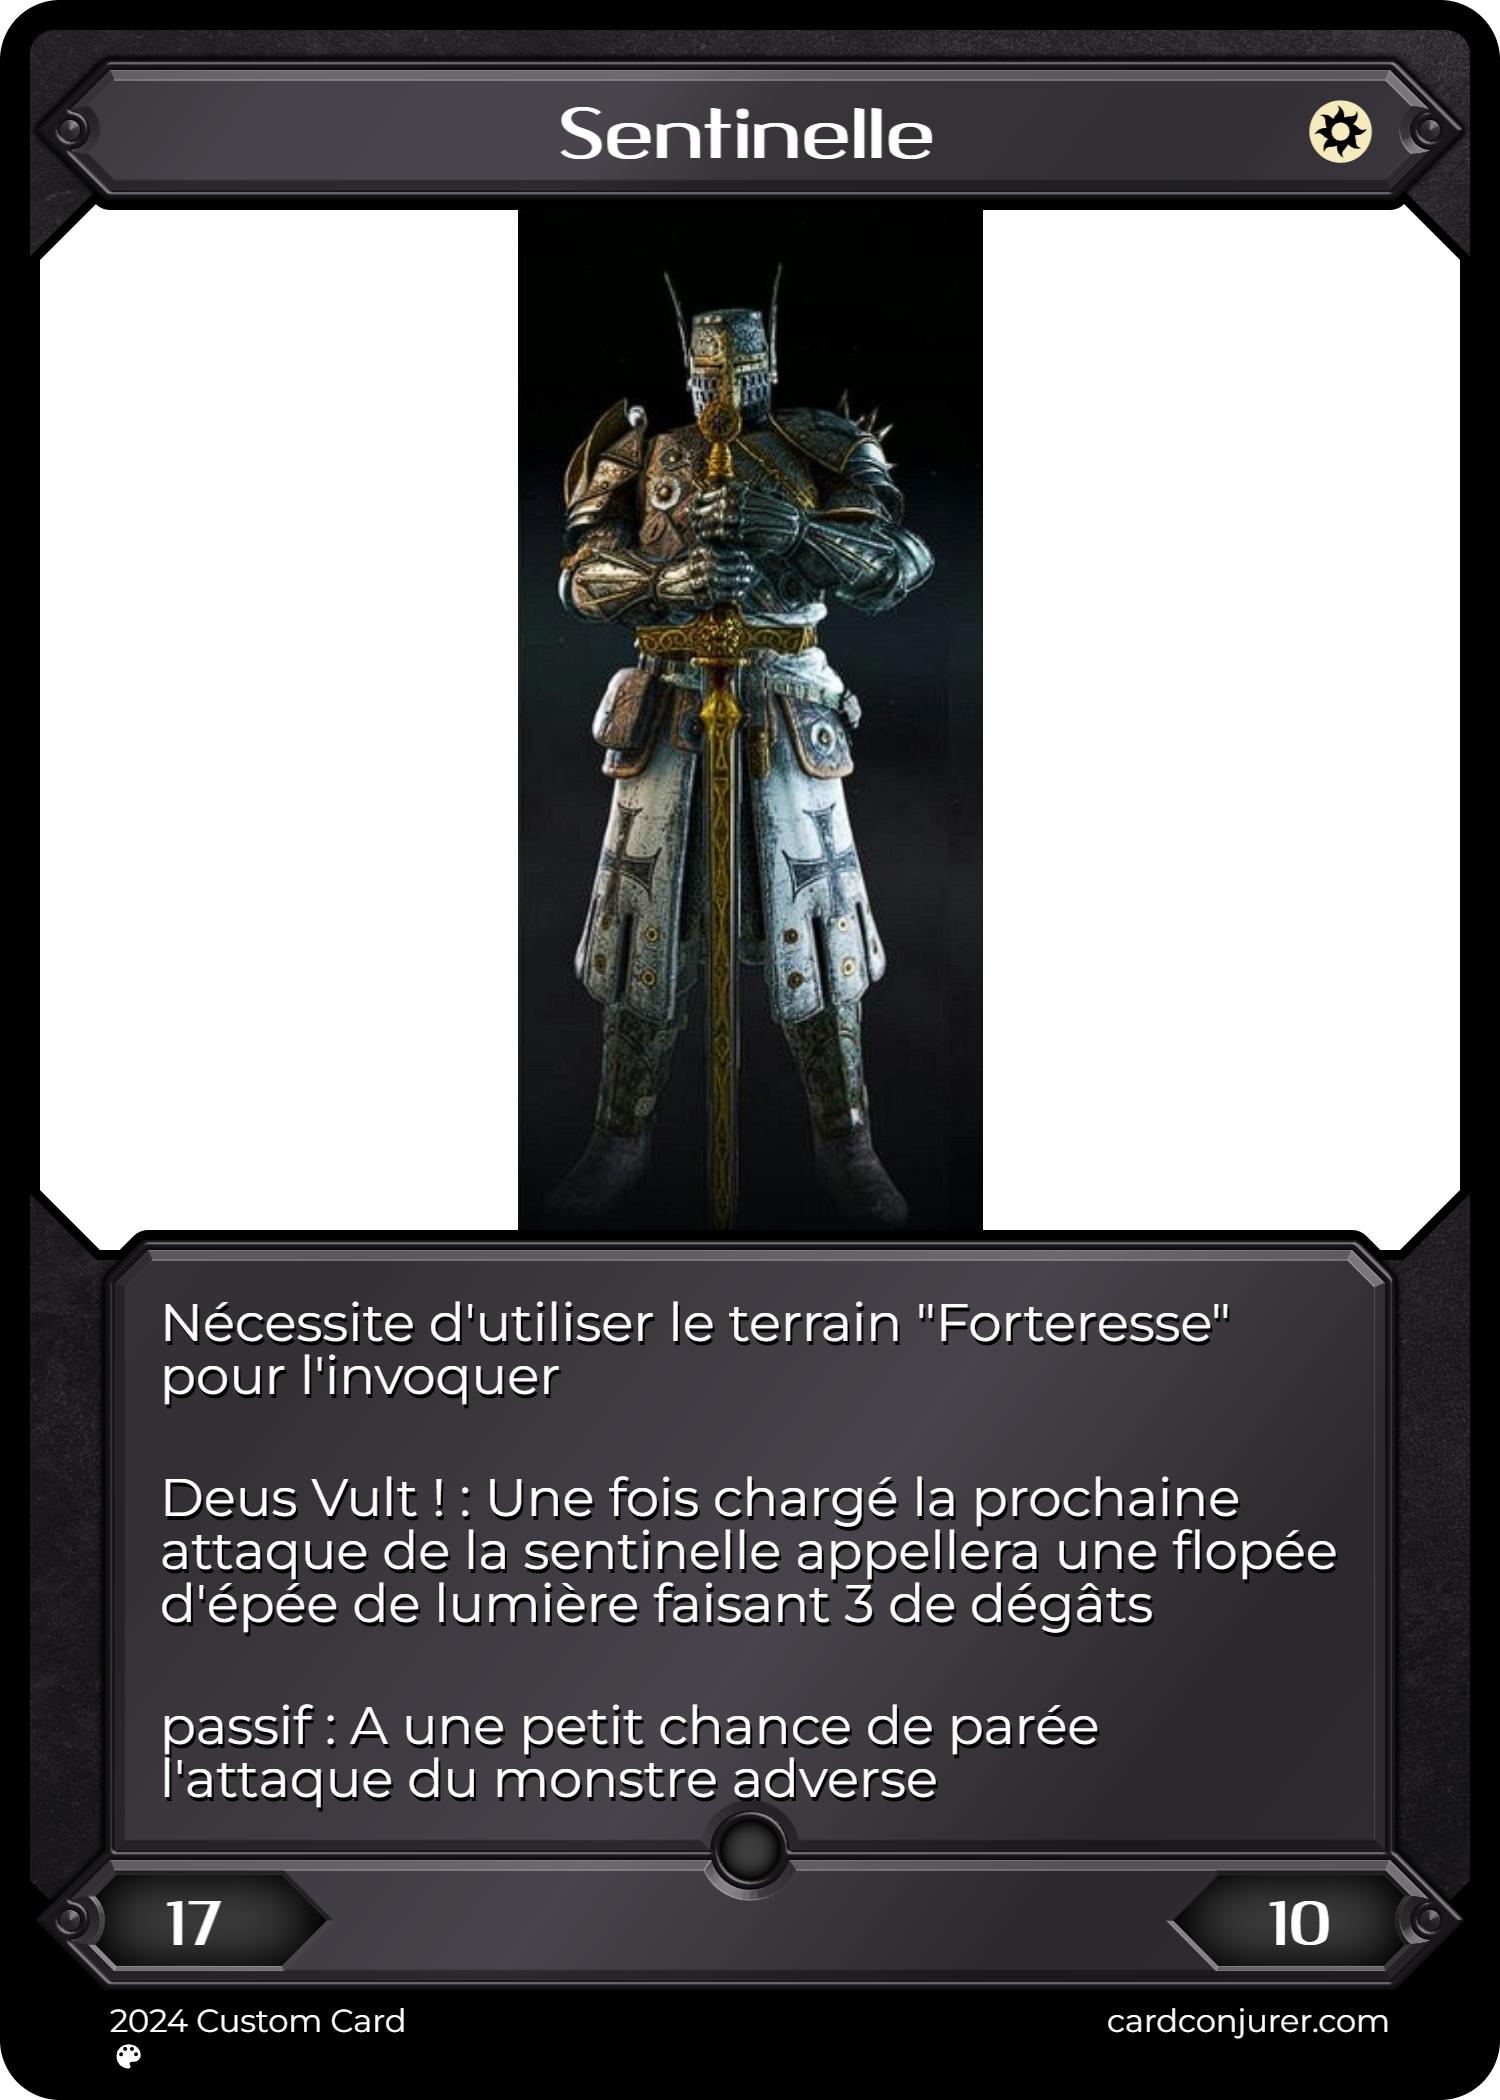 Sentinelle
Nécessite d'utiliser le terrain "Forteresse"
pour l'invoquer
Deus Vult ! : Une fois chargé la prochaine
attaque de la sentinelle appellera une flopée
d'épée de lumière faisant 3 de dégâts
passif : A une petit chance de parée
l'attaque du monstre adverse
17
10
2024 Custom Card
cardconjurer.com